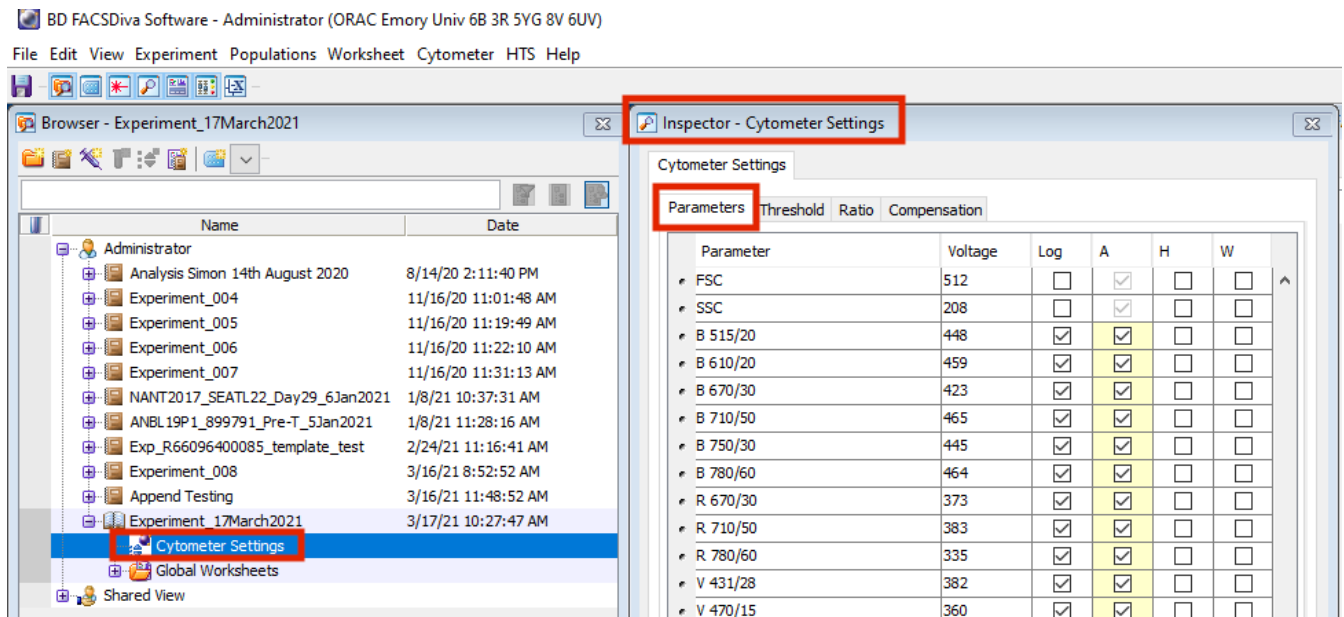 BD FACSDiva Software - Administrator (ORAC Emory Univ 6B 3R 5YG 8V 6UV)
File Edit View Experiment Populations Worksheet Cytometer HTS Help
Browser - Experiment_17March2021
Name Date
Administrator
Analysis Simon 14th August 2020 8/14/20 2:11:40 PM
Experiment_004 11/16/20 11:01:48 AM
Experiment_005 11/16/20 11:19:49 AM
Experiment_006 11/16/20 11:22:10 AM
Experiment_007 11/16/20 11:31:13 AM
NANT2017_SEATL22_Day29_6Jan2021 1/8/21 10:37:31 AM
ANBL19P1_899791_Pre-T_5Jan2021 1/8/21 11:28:16 AM
Exp_R66096400085_template_test 2/24/21 11:16:41 AM
Experiment_008 3/16/21 8:52:52 AM
Append Testing 3/16/21 11:48:52 AM
Experiment_17March2021 3/17/21 10:27:47 AM
Cytometer Settings
Global Worksheets
Shared View
Inspector - Cytometer Settings
Cytometer Settings
Parameters Threshold Ratio Compensation
Parameter Voltage Log A H W
FSC 512
SSC 208
B 515/20 448
B 610/20 459
B 670/30 423
B 710/50 465
B 750/30 445
B 780/60 464
R 670/30 373
R 710/50 383
R 780/60 335
V 431/28 382
V 470/15 360